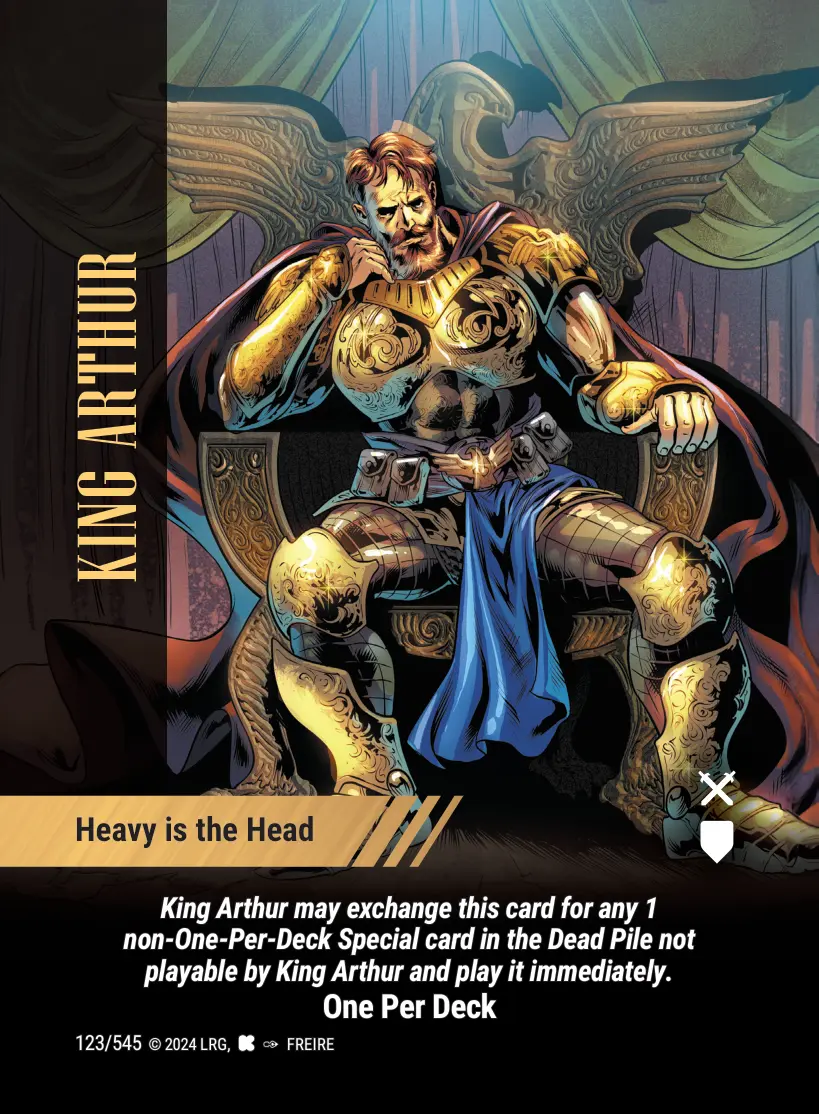 KING ARTHUR
Heavy is the Head
King Arthur may exchange this card for any 1
non-One-Per-Deck Special card in the Dead Pile not
playable by King Arthur and play it immediately.
One Per Deck
123/545 © 2024 LRG, FREIRE